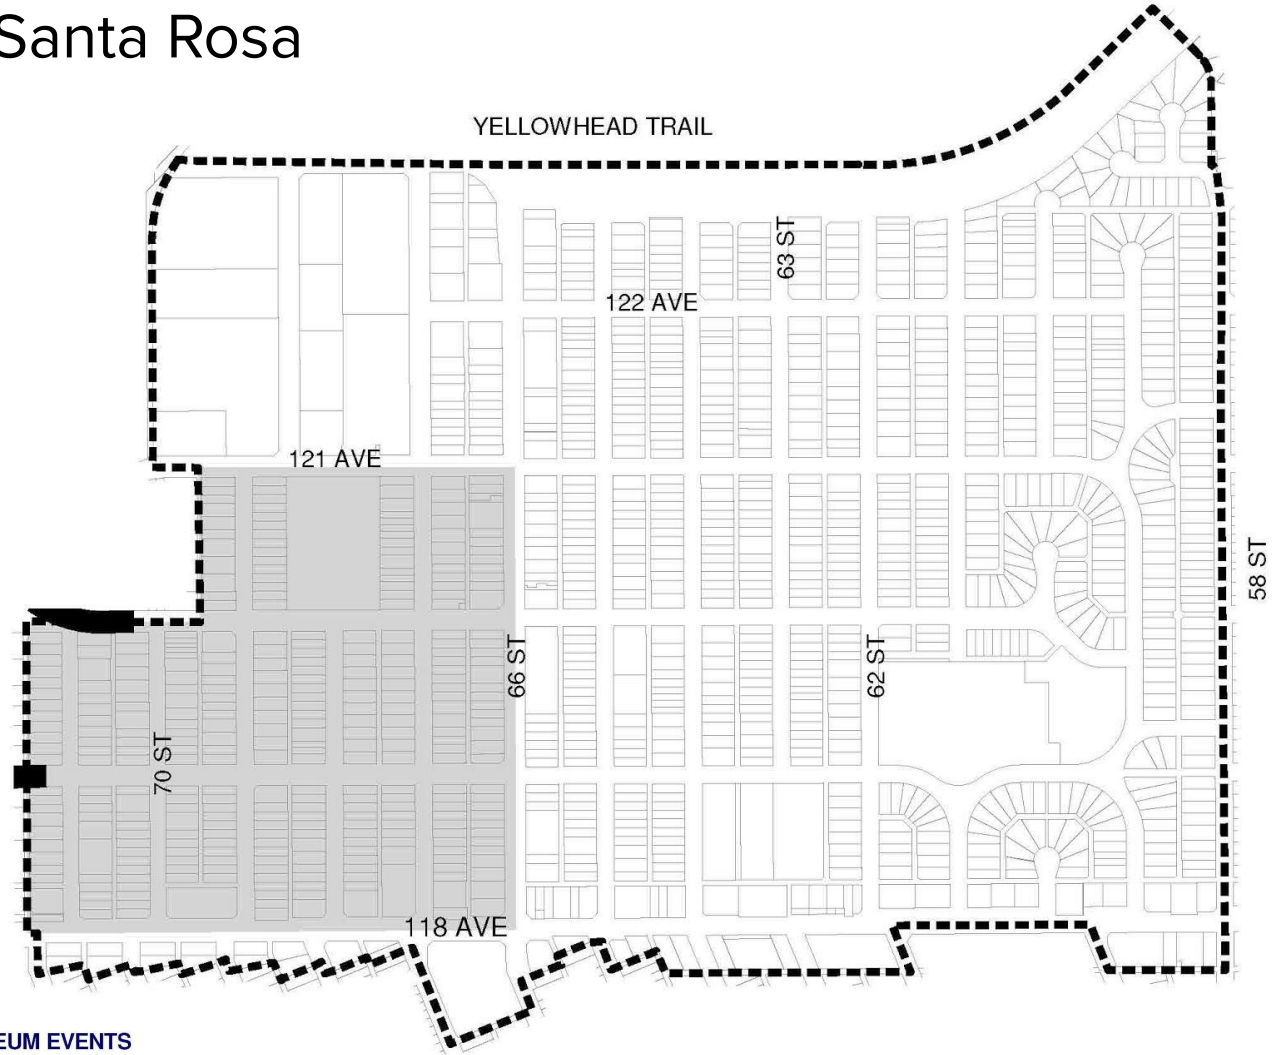 Santa Rosa
YELLOWHEAD TRAIL
63 ST
122 AVE
121 AVE
58 ST
66 ST
62 ST
70 ST
118 AVE
EUM EVENTS